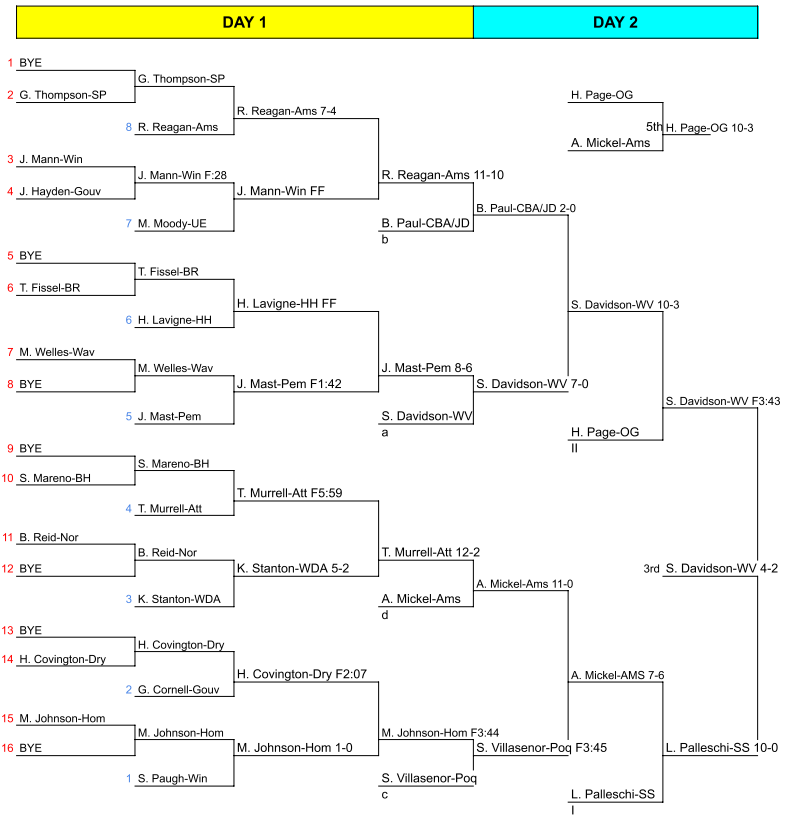 DAY 1
DAY 2
1 BYE
G. Thompson-SP
2 G. Thompson-SP
R. Reagan-Ams 7-4
8 R. Reagan-Ams
3 J. Mann-Win
J. Mann-Win F:28
R. Reagan-Ams 11-10
4 J. Hayden-Gouv
J. Mann-Win FF
7 M. Moody-UE
B. Paul-CBA/JD
b
B. Paul-CBA/JD 2-0
5 BYE
T. Fissel-BR
6 T. Fissel-BR
H. Lavigne-HH FF
6 H. Lavigne-HH
7 M. Welles-Wav
M. Welles-Wav
J. Mast-Pem 8-6
8 BYE
J. Mast-Pem F1:42
S. Davidson-WV 7-0
5 J. Mast-Pem
S. Davidson-WV
a
9 BYE
S. Mareno-BH
10 S. Mareno-BH
T. Murrell-Att F5:59
4 T. Murrell-Att
11 B. Reid-Nor
B. Reid-Nor
T. Murrell-Att 12-2
12 BYE
K. Stanton-WDA 5-2
A. Mickel-Ams 11-0
3 K. Stanton-WDA
A. Mickel-Ams
d
13 BYE
H. Covington-Dry
14 H. Covington-Dry
H. Covington-Dry F2:07
2 G. Cornell-Gouv
15 M. Johnson-Hom
M. Johnson-Hom
M. Johnson-Hom F3:44
16 BYE
M. Johnson-Hom 1-0
S. Villasenor-Poq F3:45
1 S. Paugh-Win
S. Villasenor-Poq
c
H. Page-OG
5th H. Page-OG 10-3
A. Mickel-Ams
S. Davidson-WV 10-3
S. Davidson-WV F3:43
H. Page-OG
II
3rd S. Davidson-WV 4-2
A. Mickel-AMS 7-6
L. Palleschi-SS 10-0
L. Palleschi-SS
I